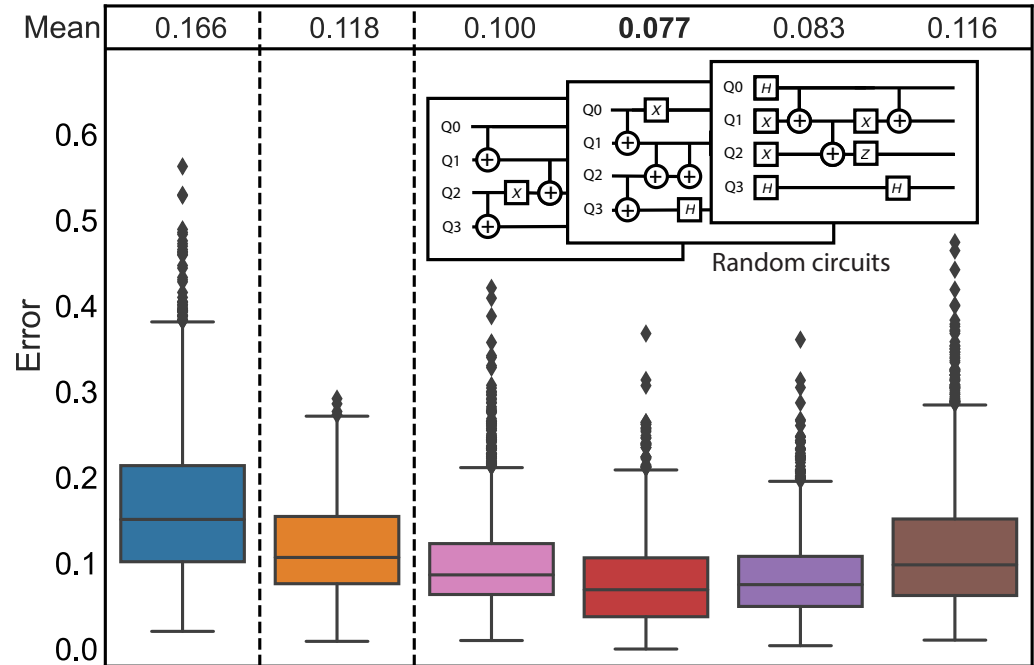 Mean 0.166 0.118 0.100 0.077 0.083 0.116
Q0 H
Q1 X X
Q2 X Z
Q3 H H
Q0 X
Q1
Q2
Q3 H
Q0
Q1
Q2 X
Q3
Random circuits
Error
0.6
0.5
0.4
0.3
0.2
0.1
0.0